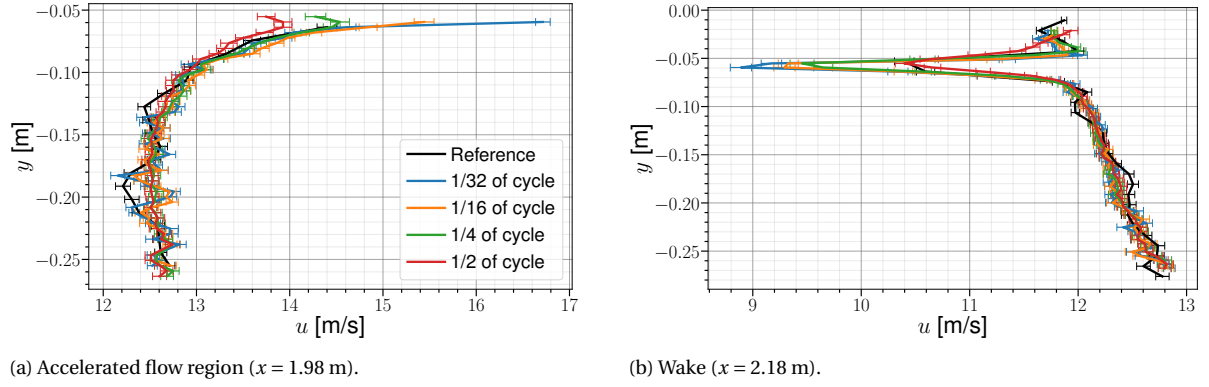 −0.05
−0.10
−0.15
−0.20
−0.25
y [m]
12
13
14
15
16
17
u [m/s]
Reference
1/32 of cycle
1/16 of cycle
1/4 of cycle
1/2 of cycle
(a) Accelerated flow region (x = 1.98 m).
0.00
−0.05
−0.10
−0.15
−0.20
−0.25
y [m]
9
10
11
12
13
u [m/s]
(b) Wake (x = 2.18 m).